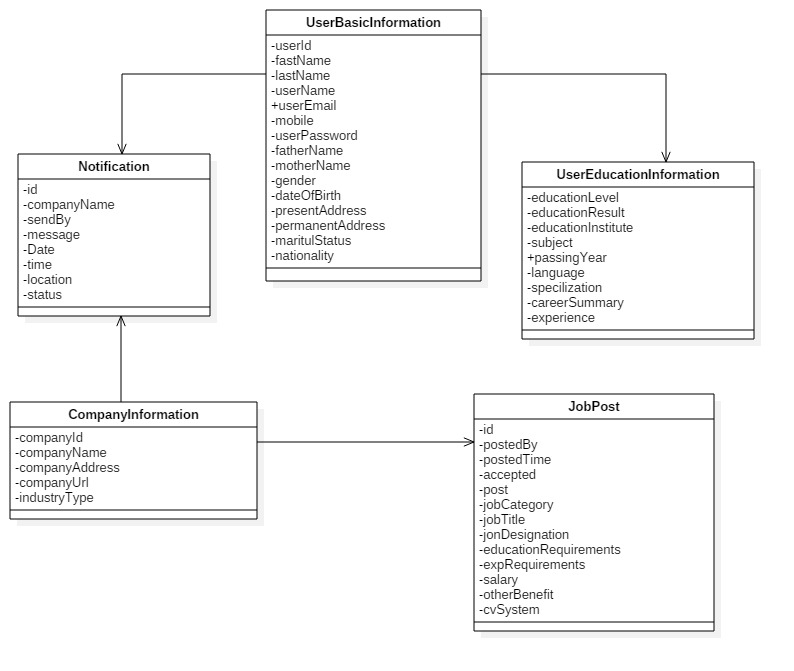 UserBasicInformation
-userId
-fastName
-lastName
-userName
+userEmail
-mobile
-userPassword
-fatherName
-motherName
-gender
-dateOfBirth
-presentAddress
-permanentAddress
-maritulStatus
-nationality
Notification
-id
-companyName
-sendBy
-message
-Date
-time
-location
-status
UserEducationInformation
-educationLevel
-educationResult
-educationInstitute
-subject
+passingYear
-language
-specilization
-careerSummary
-experience
CompanyInformation
-companyId
-companyName
-companyAddress
-companyUrl
-industryType
JobPost
-id
-postedBy
-postedTime
-accepted
-post
-jobCategory
-jobTitle
-jonDesignation
-educationRequirements
-expRequirements
-salary
-otherBenefit
-cvSystem